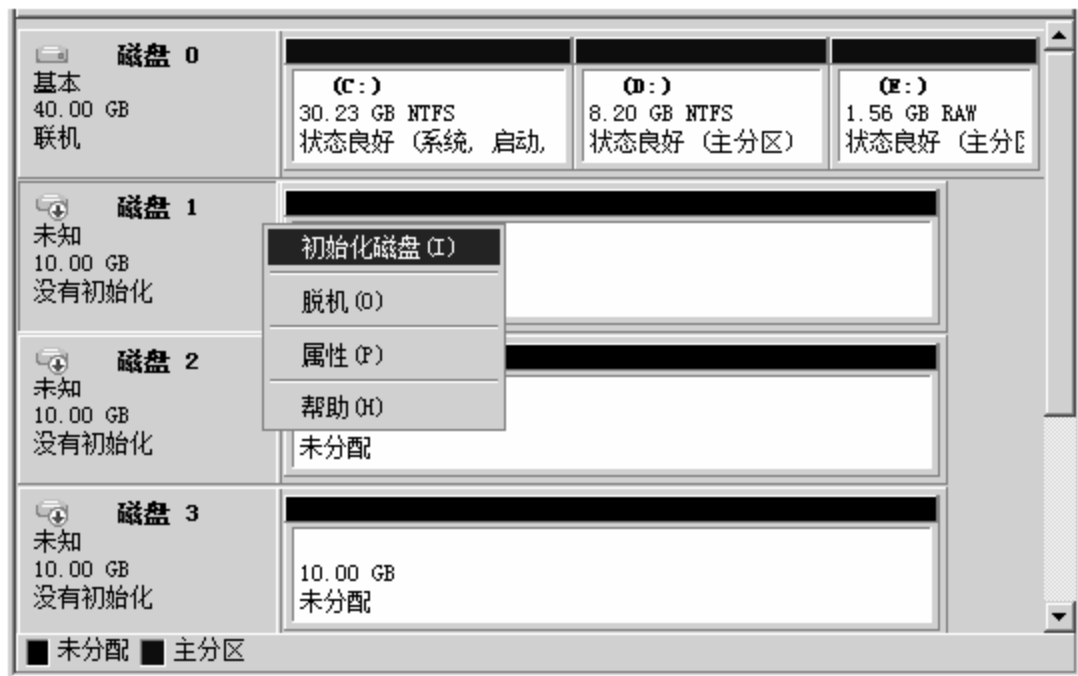 磁盘 0
基本
40.00 GB
联机
(C:)
30.23 GB NTFS
状态良好 (系统, 启动,
(D:)
8.20 GB NTFS
状态良好 (主分区)
(E:)
1.56 GB RAW
状态良好 (主分区
磁盘 1
未知
10.00 GB
没有初始化
初始化磁盘(I)
脱机(O)
属性(P)
帮助(H)
磁盘 2
未知
10.00 GB
没有初始化
未分配
磁盘 3
未知
10.00 GB
没有初始化
10.00 GB
未分配
未分配 主分区